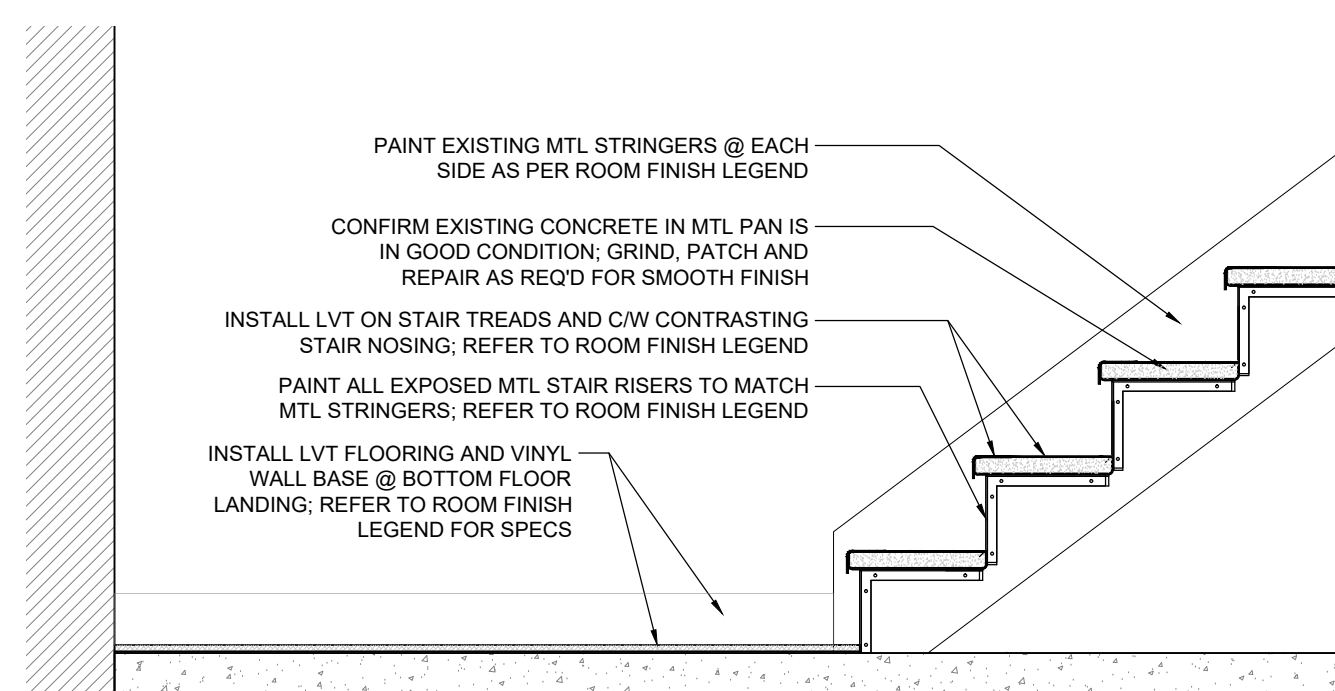 PAINT EXISTING MTL STRINGERS @ EACH
SIDE AS PER ROOM FINISH LEGEND
CONFIRM EXISTING CONCRETE IN MTL PAN IS
IN GOOD CONDITION; GRIND, PATCH AND
REPAIR AS REQ'D FOR SMOOTH FINISH
INSTALL LVT ON STAIR TREADS AND C/W CONTRASTING
STAIR NOSING; REFER TO ROOM FINISH LEGEND
PAINT ALL EXPOSED MTL STAIR RISERS TO MATCH
MTL STRINGERS; REFER TO ROOM FINISH LEGEND
INSTALL LVT FLOORING AND VINYL
WALL BASE @ BOTTOM FLOOR
LANDING; REFER TO ROOM FINISH
LEGEND FOR SPECS